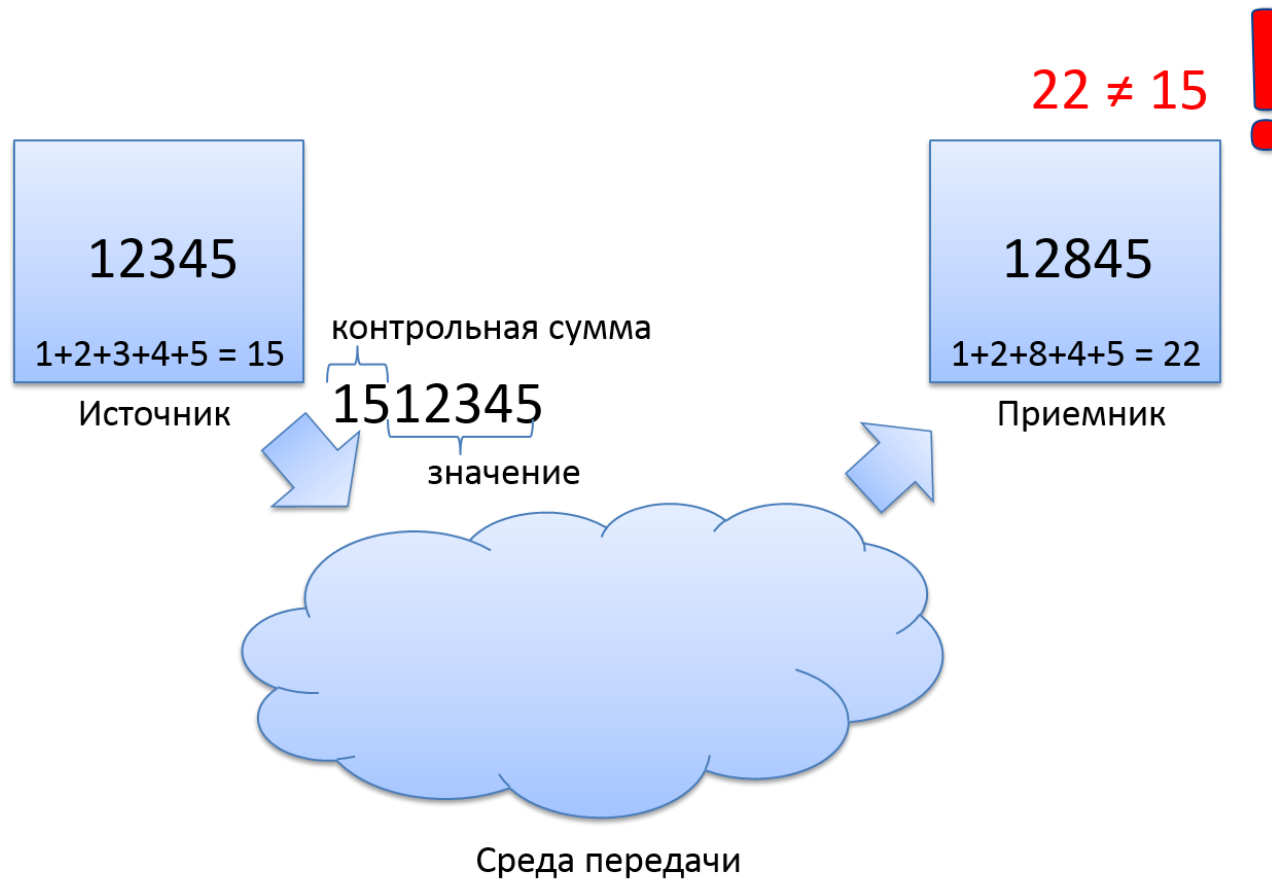 22 ≠ 15
!
12345
1+2+3+4+5 = 15
Источник
контрольная сумма
1512345
значение
12845
1+2+8+4+5 = 22
Приемник
Среда передачи